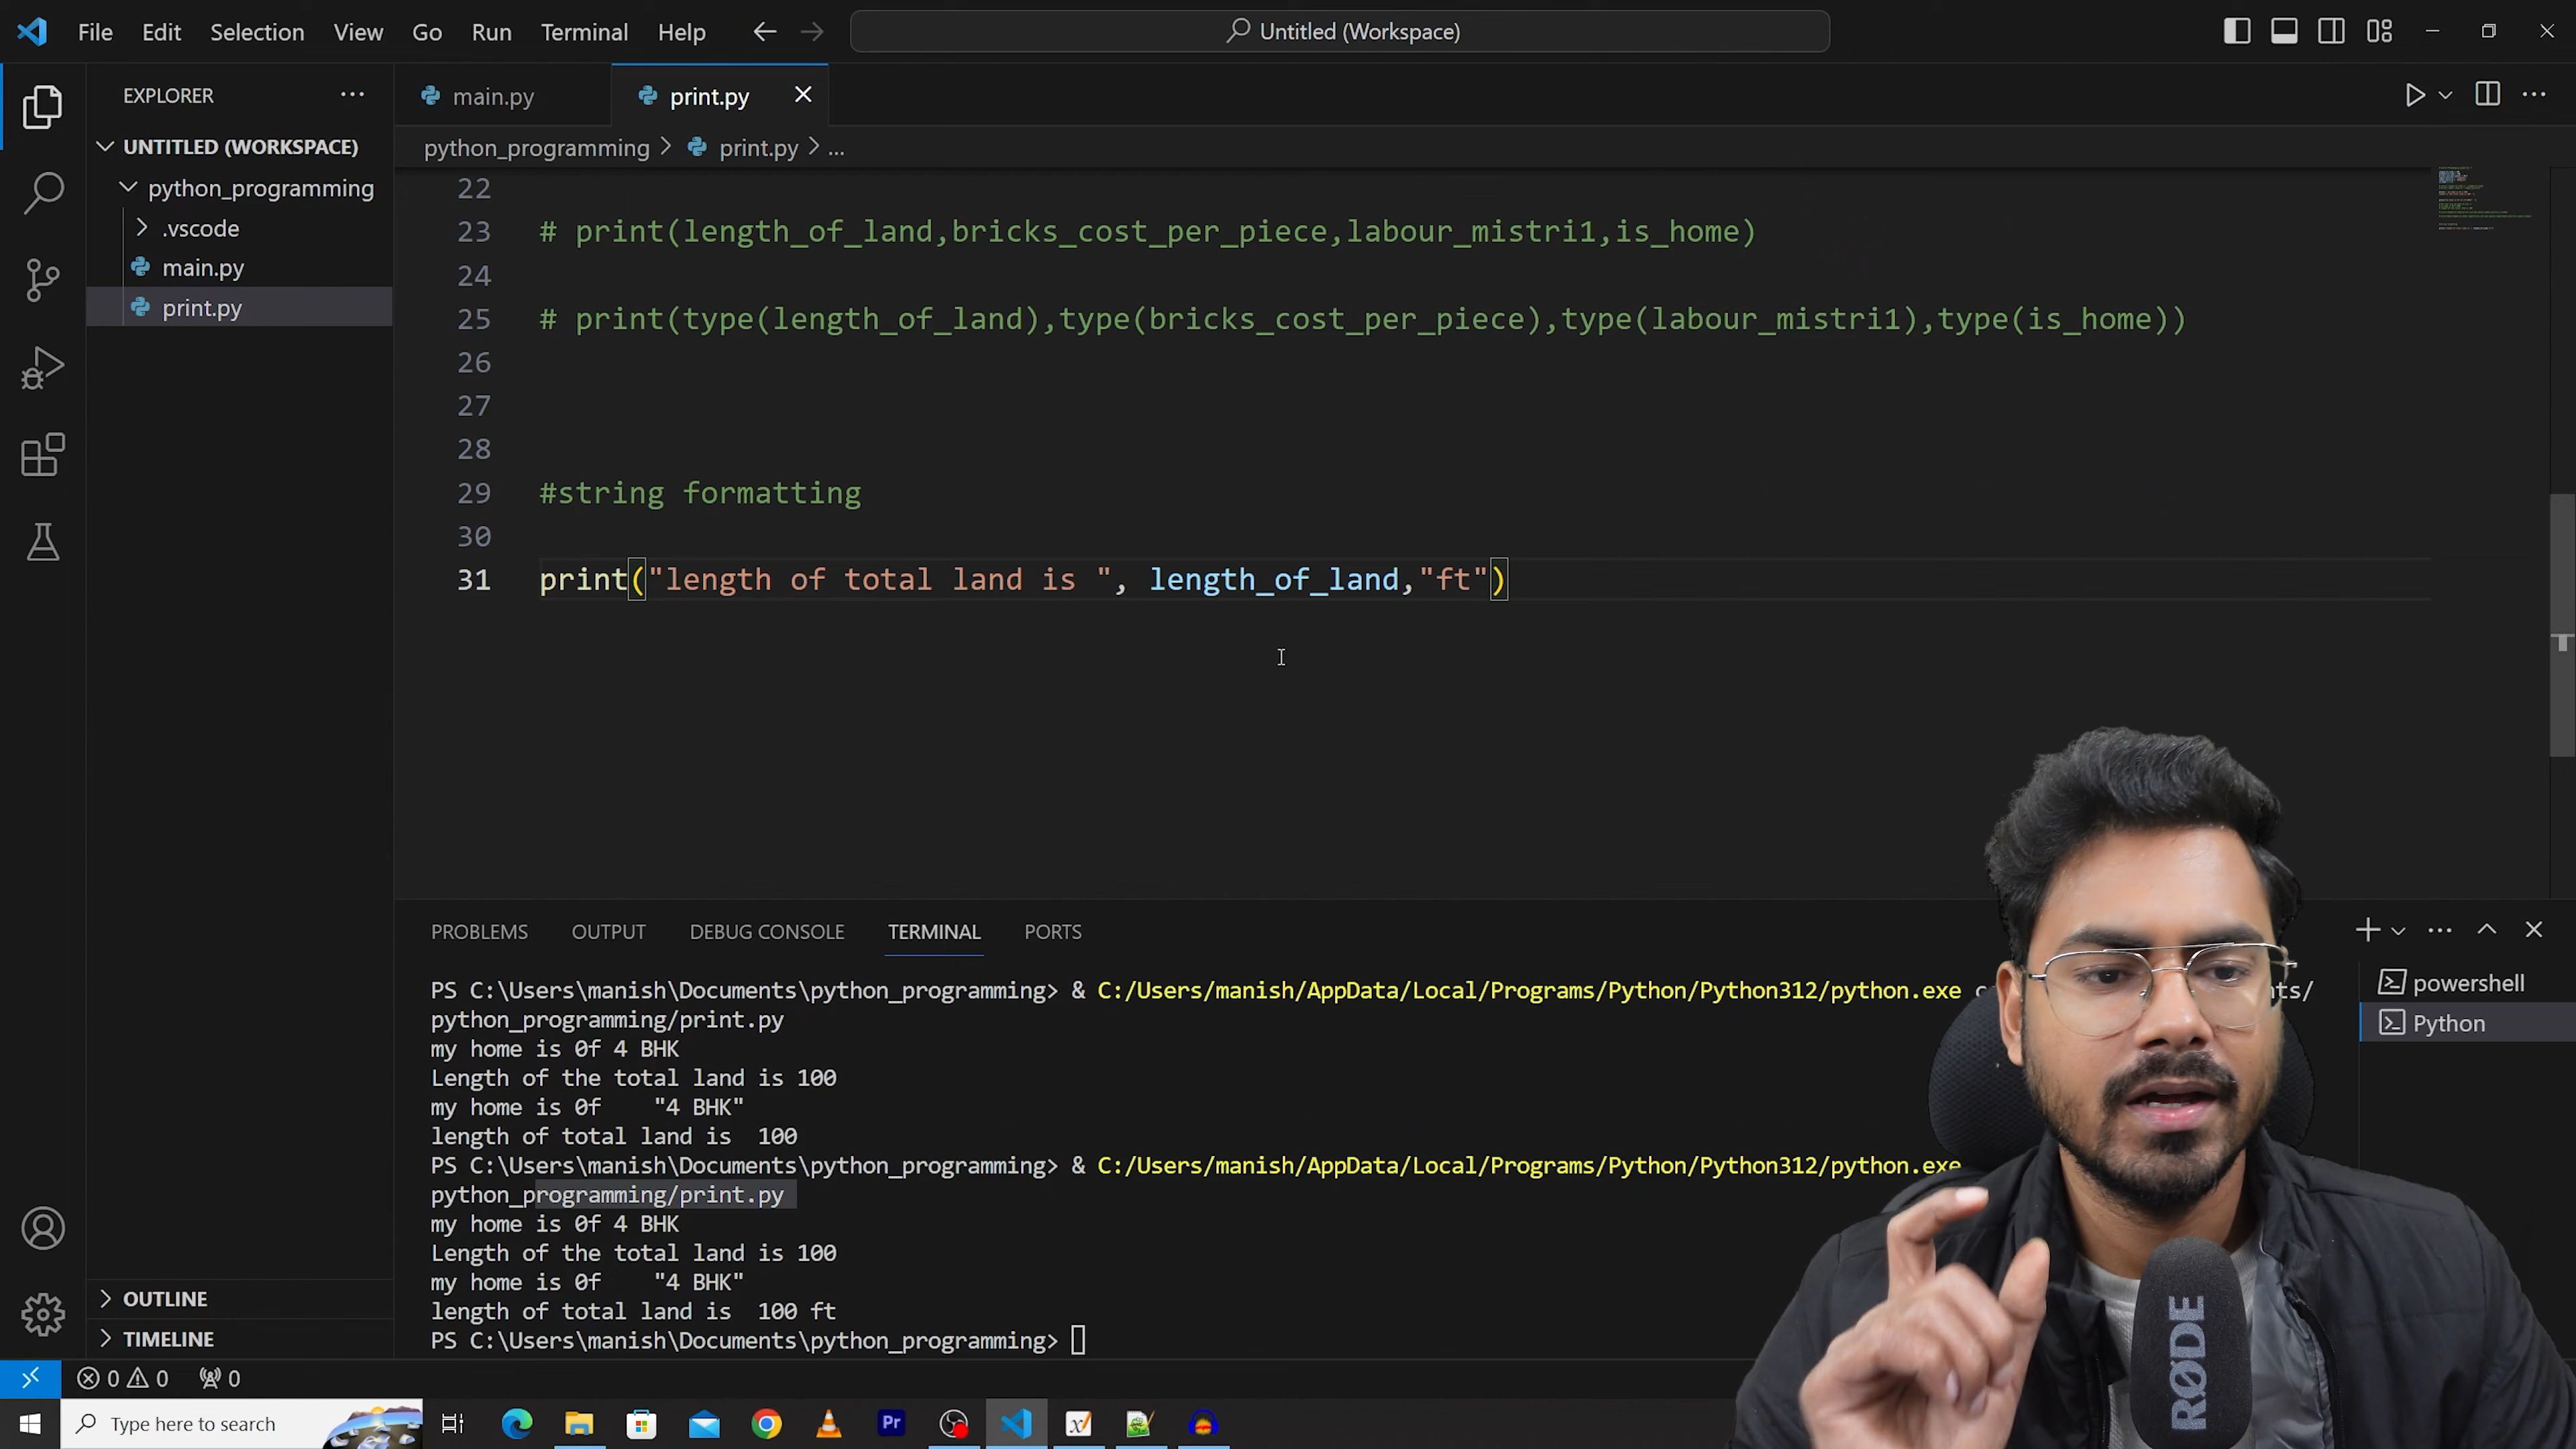 File Edit Selection View Go Run Terminal Help
Untitled (Workspace)
EXPLORER
UNTITLED (WORKSPACE)
python_programming
.vscode
main.py
print.py
OUTLINE
TIMELINE
main.py print.py
python_programming > print.py > ...
22
23 # print(length_of_land,bricks_cost_per_piece,labour_mistri1,is_home)
24
25 # print(type(length_of_land),type(bricks_cost_per_piece),type(labour_mistri1),type(is_home))
26
27
28
29 #string formatting
30
31 print("length of total land is ", length_of_land,"ft")
PROBLEMS OUTPUT DEBUG CONSOLE TERMINAL PORTS
PS C:\Users\manish\Documents\python_programming> & C:/Users/manish/AppData/Local/Programs/Python/Python312/python.exe
python_programming/print.py
my home is 0f 4 BHK
Length of the total land is 100
my home is 0f "4 BHK"
length of total land is 100
PS C:\Users\manish\Documents\python_programming> & C:/Users/manish/AppData/Local/Programs/Python/Python312/python.exe
python_programming/print.py
my home is 0f 4 BHK
Length of the total land is 100
my home is 0f "4 BHK"
length of total land is 100 ft
PS C:\Users\manish\Documents\python_programming>
powershell
Python
RØDE
0 0 0
Type here to search
Pr